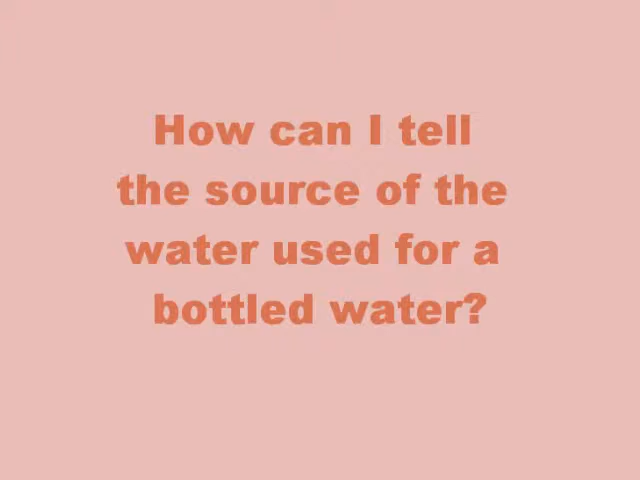 How can I tell
the source of the
water used for a
bottled water?